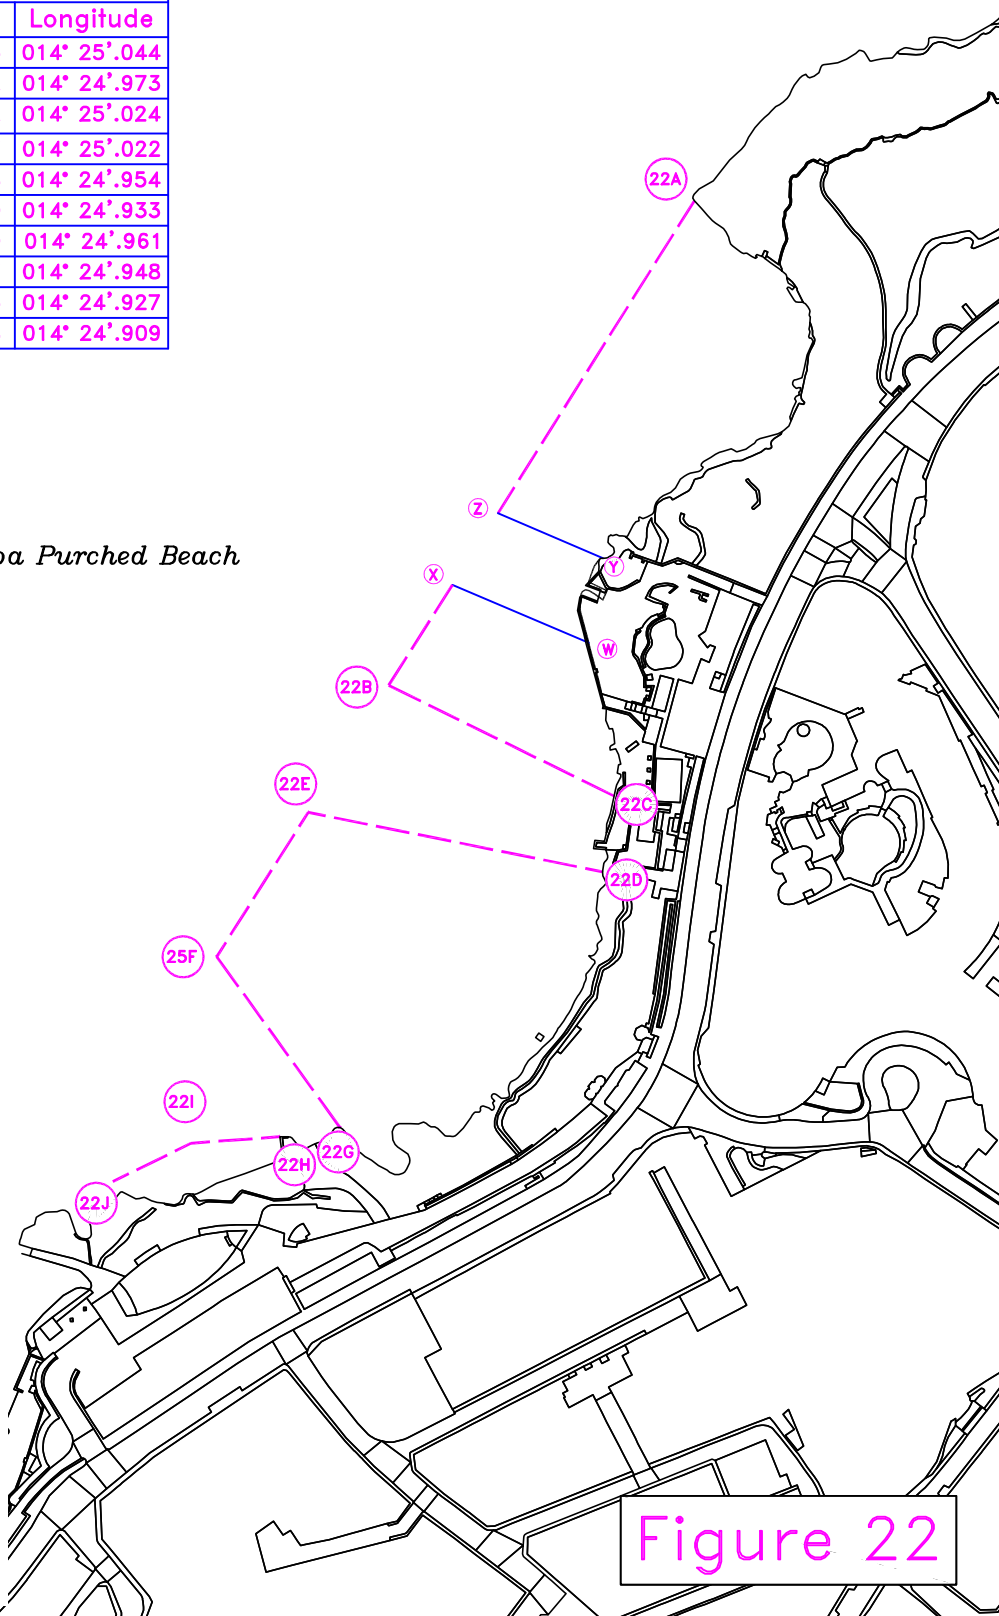 Longitude
014° 25'.044
014° 24'.973
014° 25'.024
014° 25'.022
014° 24'.954
014° 24'.933
014° 24'.961
014° 24'.948
014° 24'.927
014° 24'.909
22A
Z
pa Purched Beach
Y
X
W
22B
22E
22C
22D
25F
22I
22G
22H
22J
Figure 22